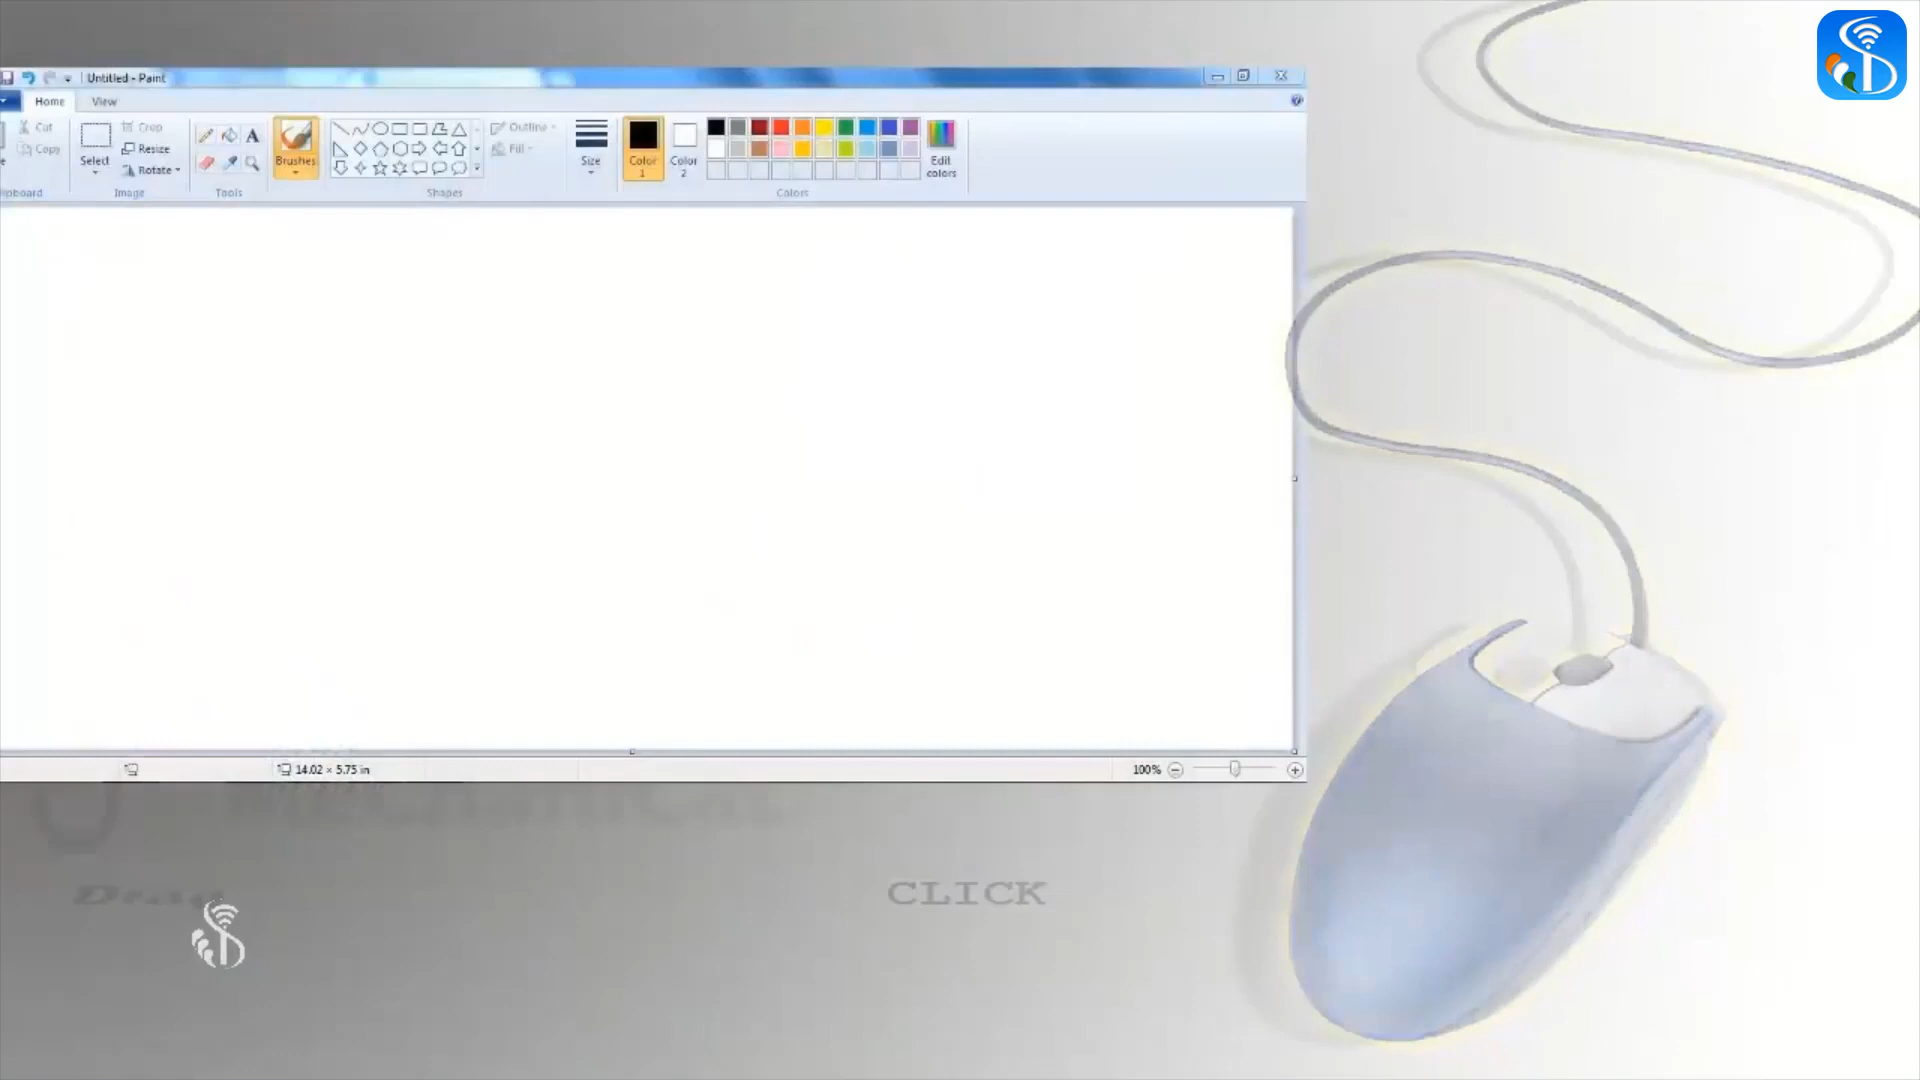 Untitled - Paint
Home View
Cut
Copy
Select
Crop
Resize
Rotate
Image
Tools
Brushes
Shapes
Outline
Fill
Size
Color 1
Color 2
Colors
Edit colors
14.02 × 5.75 in
100%
Mechanical
CLICK